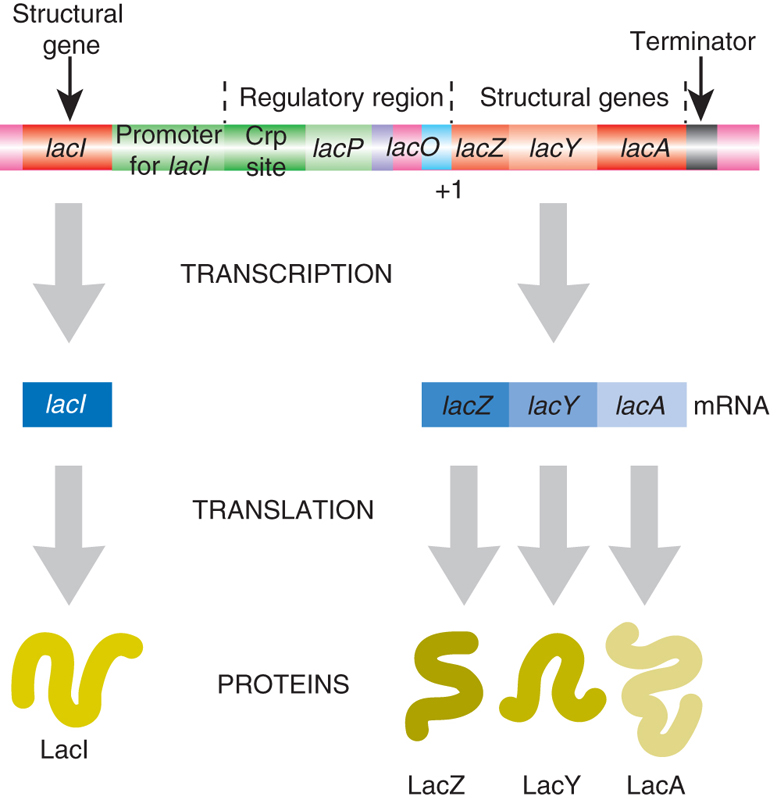 Structural
gene
Terminator
Regulatory region
Structural genes
lacI
Promoter
for lacI
Crp
site
lacP
lacO
lacZ
lacY
lacA
+1
TRANSCRIPTION
lacI
lacZ
lacY
lacA
mRNA
TRANSLATION
PROTEINS
LacI
LacZ
LacY
LacA